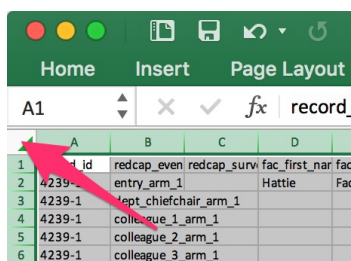 Home Insert Page Layout
A1 fx record_
A B C D
1 d_id redcap_even redcap_surv fac_first_nar fac
2 4239-1 entry_arm_1 Hattie Fac
3 4239-1 dept_chiefchair_arm_1
4 4239-1 colleague_1_arm_1
5 4239-1 colleague_2_arm_1
6 4239-1 colleague_3_arm_1